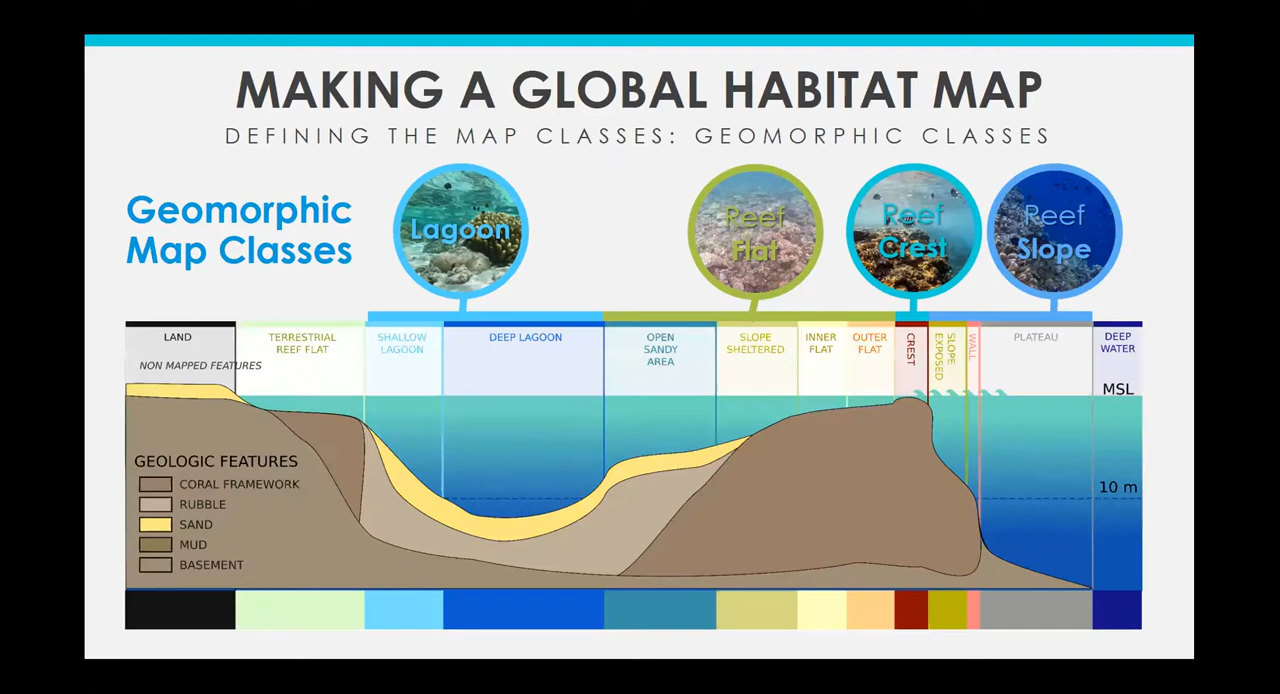 MAKING A GLOBAL HABITAT MAP
DEFINING THE MAP CLASSES: GEOMORPHIC CLASSES
Geomorphic
Map Classes
Lagoon
Reef
Flat
Reef
Crest
Reef
Slope
LAND
NON MAPPED FEATURES
TERRESTRIAL
REEF FLAT
SHALLOW
LAGOON
DEEP LAGOON
OPEN
SANDY
AREA
SLOPE
SHELTERED
INNER
FLAT
OUTER
FLAT
CREST
SLOPE
EXPOSED
WALL
PLATEAU
DEEP
WATER
MSL
10 m
GEOLOGIC FEATURES
CORAL FRAMEWORK
RUBBLE
SAND
MUD
BASEMENT